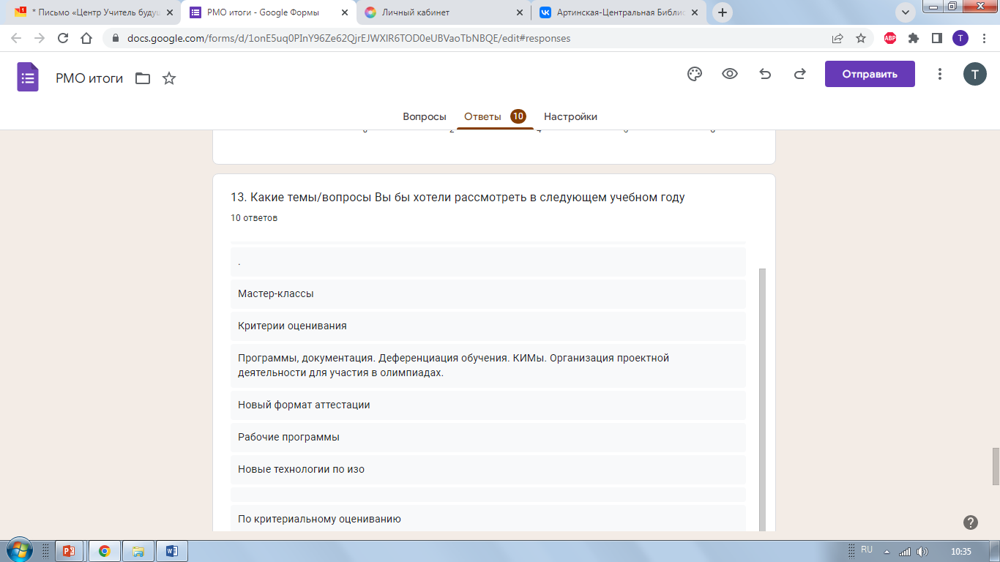 * Письмо «Центр Учитель будущ
РМО итоги - Google Формы
Личный кабинет
Артинская-Центральная Библио
docs.google.com/forms/d/1onE5uq0PInY96Ze62QjrEJWXlR6TOD0eUBVaoTbNBQE/edit#responses
ABP
T
РМО итоги
Отправить
T
Вопросы
Ответы 10
Настройки
13. Какие темы/вопросы Вы бы хотели рассмотреть в следующем учебном году
10 ответов
.
Мастер-классы
Критерии оценивания
Программы, документация. Деференциация обучения. КИМы. Организация проектной
деятельности для участия в олимпиадах.
Новый формат аттестации
Рабочие программы
Новые технологии по изо
По критериальному оцениванию
RU
10:35